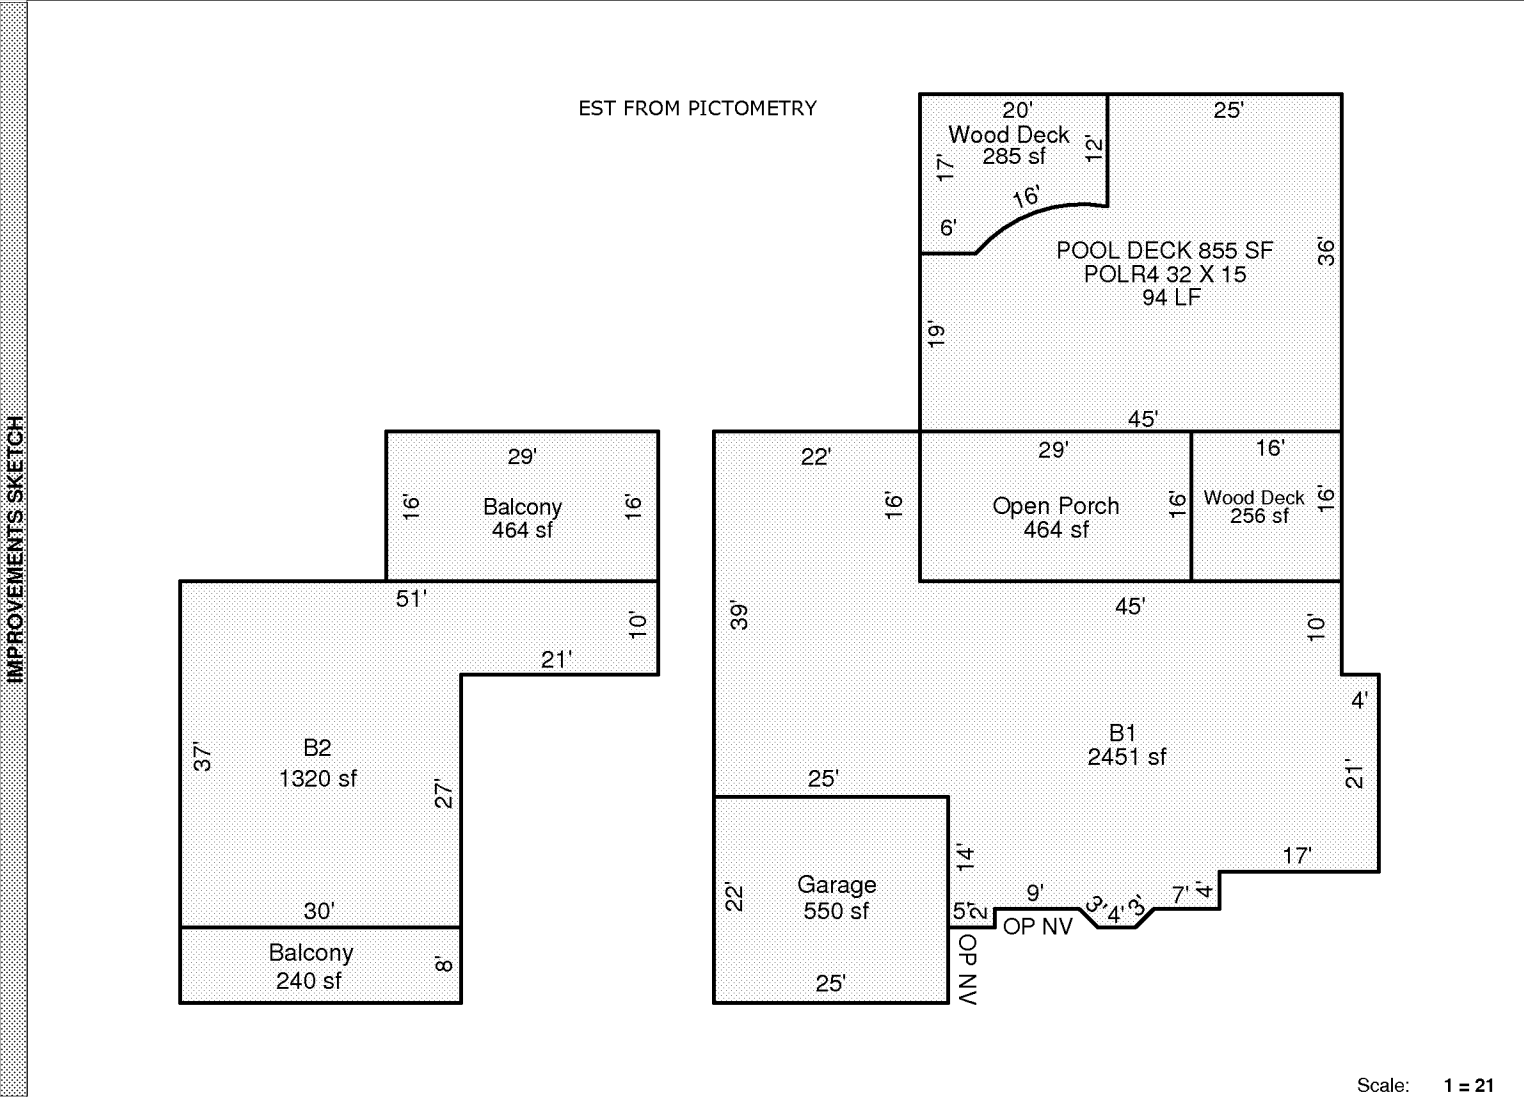 IMPROVEMENTS SKETCH
EST FROM PICTOMETRY
20'
Wood Deck
285 sf
17'
12'
16'
6'
25'
36'
POOL DECK 855 SF
POLR4 32 X 15
94 LF
19'
45'
29'
16'
16'
Balcony
464 sf
51'
10'
21'
37'
B2
1320 sf
27'
30'
Balcony
240 sf
8'
22'
16'
29'
Open Porch
464 sf
16'
16'
Wood Deck
256 sf
16'
39'
45'
10'
4'
B1
2451 sf
21'
25'
14'
17'
22'
Garage
550 sf
25'
5'
2'
9'
3'
4'
3'
7'
4'
OP NV
OP NV
Scale: 1 = 21